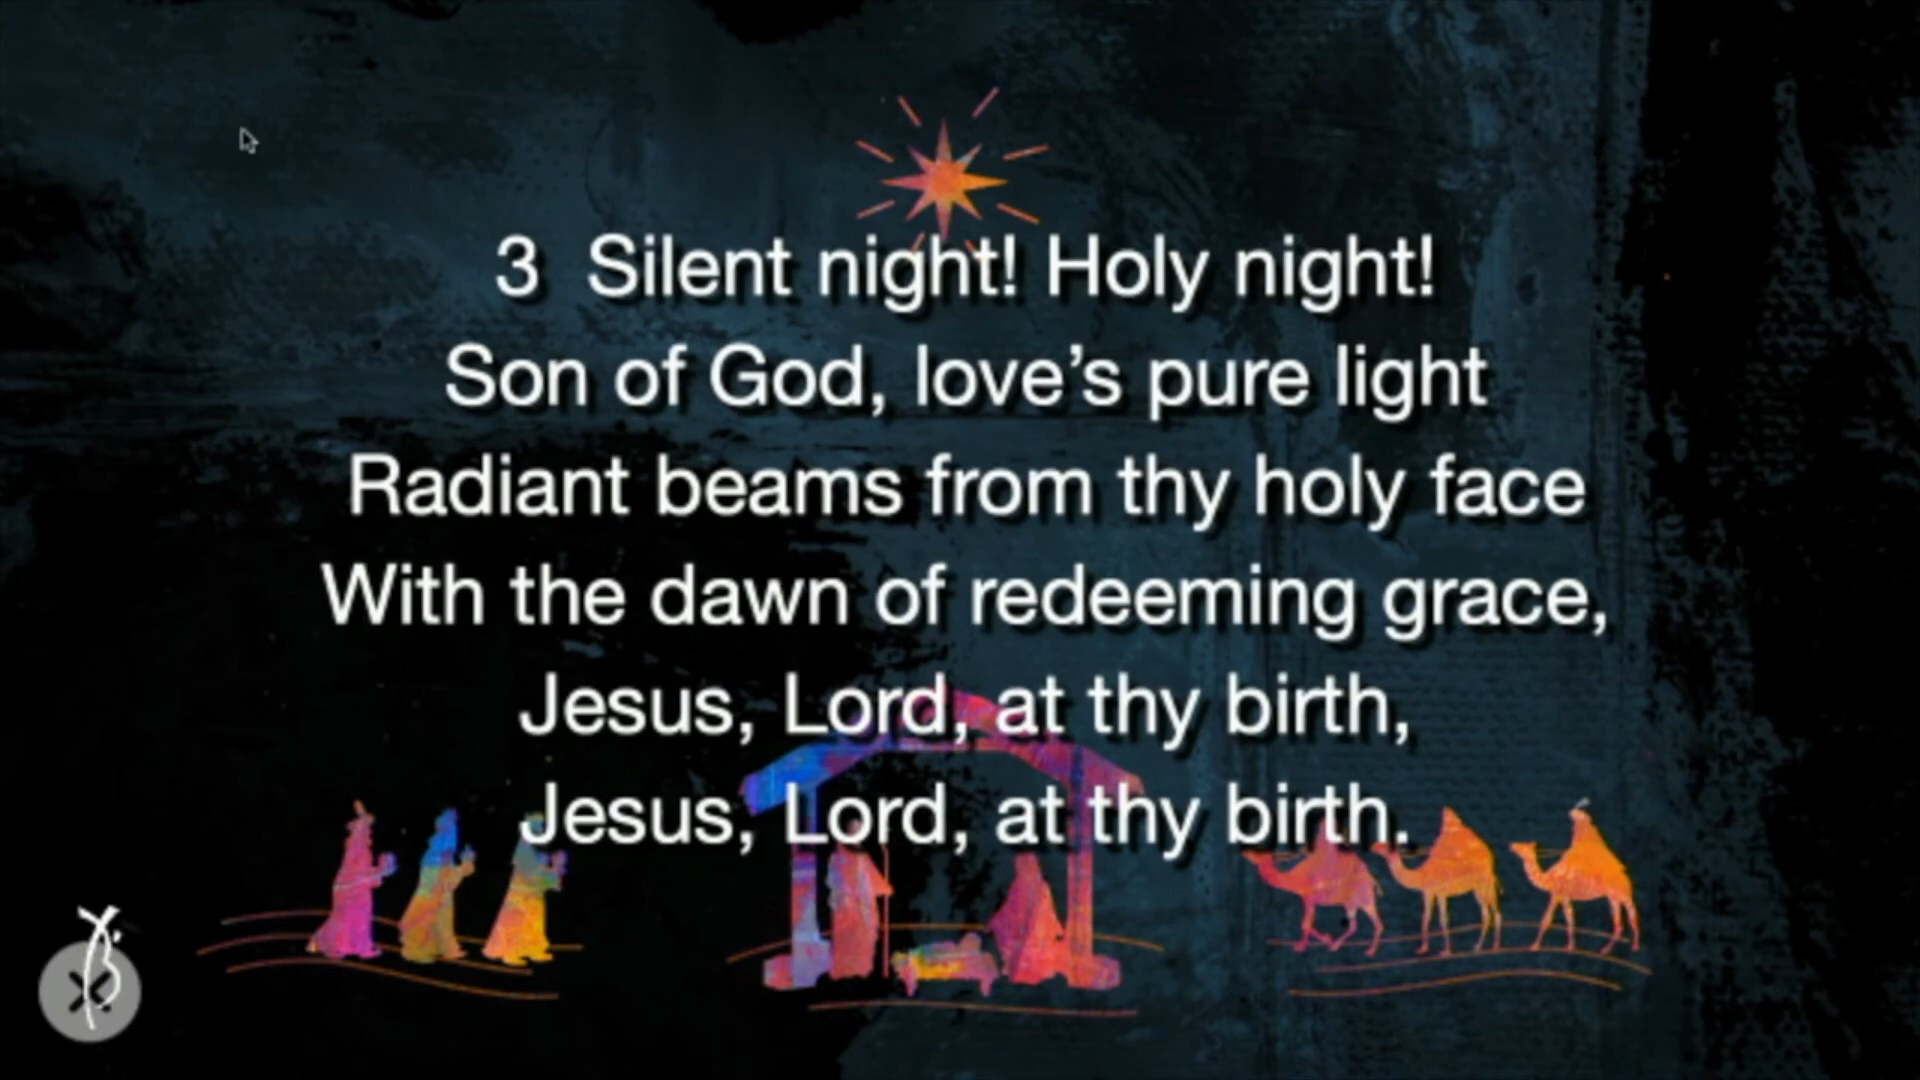 3 Silent night! Holy night!
Son of God, love’s pure light
Radiant beams from thy holy face
With the dawn of redeeming grace,
Jesus, Lord, at thy birth,
Jesus, Lord, at thy birth.